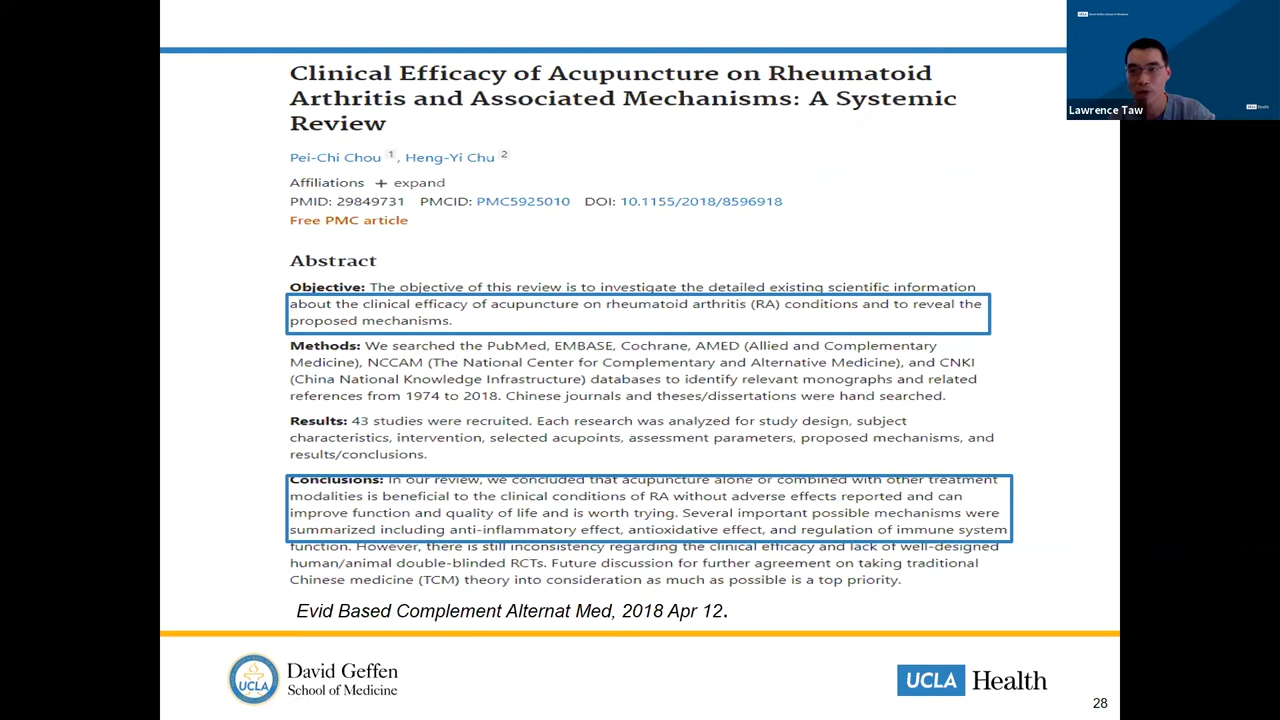 Clinical Efficacy of Acupuncture on Rheumatoid
Arthritis and Associated Mechanisms: A Systemic
Review
Pei-Chi Chou 1 , Heng-Yi Chu 2
Affiliations + expand
PMID: 29849731 PMCID: PMC5925010 DOI: 10.1155/2018/8596918
Free PMC article
Abstract
Objective: The objective of this review is to investigate the detailed existing scientific information
about the clinical efficacy of acupuncture on rheumatoid arthritis (RA) conditions and to reveal the
proposed mechanisms.
Methods: We searched the PubMed, EMBASE, Cochrane, AMED (Allied and Complementary
Medicine), NCCAM (The National Center for Complementary and Alternative Medicine), and CNKI
(China National Knowledge Infrastructure) databases to identify relevant monographs and related
references from 1974 to 2018. Chinese journals and theses/dissertations were hand searched.
Results: 43 studies were recruited. Each research was analyzed for study design, subject
characteristics, intervention, selected acupoints, assessment parameters, proposed mechanisms, and
results/conclusions.
Conclusions: In our review, we concluded that acupuncture alone or combined with other treatment
modalities is beneficial to the clinical conditions of RA without adverse effects reported and can
improve function and quality of life and is worth trying. Several important possible mechanisms were
summarized including anti-inflammatory effect, antioxidative effect, and regulation of immune system
function. However, there is still inconsistency regarding the clinical efficacy and lack of well-designed
human/animal double-blinded RCTs. Future discussion for further agreement on taking traditional
Chinese medicine (TCM) theory into consideration as much as possible is a top priority.
Evid Based Complement Alternat Med, 2018 Apr 12.
UCLA
David Geffen
School of Medicine
UCLA Health
28
UCLA
Lawrence Taw
UCLA